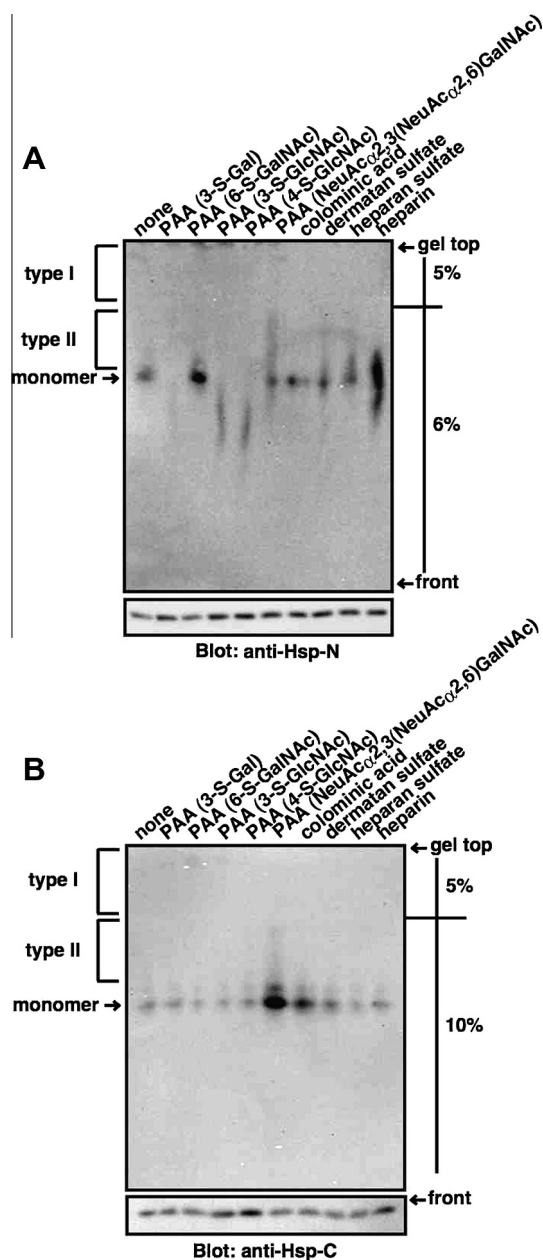 A
none
PAA (3-S-Gal)
PAA (6-S-GalNAc)
PAA (3-S-GlcNAc)
PAA (4-S-GlcNAc)
PAA (NeuAcα2,3(NeuAcα2,6)GalNAc)
colominic acid
dermatan sulfate
heparan sulfate
heparin
←gel top
type I
5%
type II
monomer →
6%
←front
Blot: anti-Hsp-N
B
none
PAA (3-S-Gal)
PAA (6-S-GalNAc)
PAA (3-S-GlcNAc)
PAA (4-S-GlcNAc)
PAA (NeuAcα2,3(NeuAcα2,6)GalNAc)
colominic acid
dermatan sulfate
heparan sulfate
heparin
←gel top
type I
5%
type II
monomer →
10%
←front
Blot: anti-Hsp-C